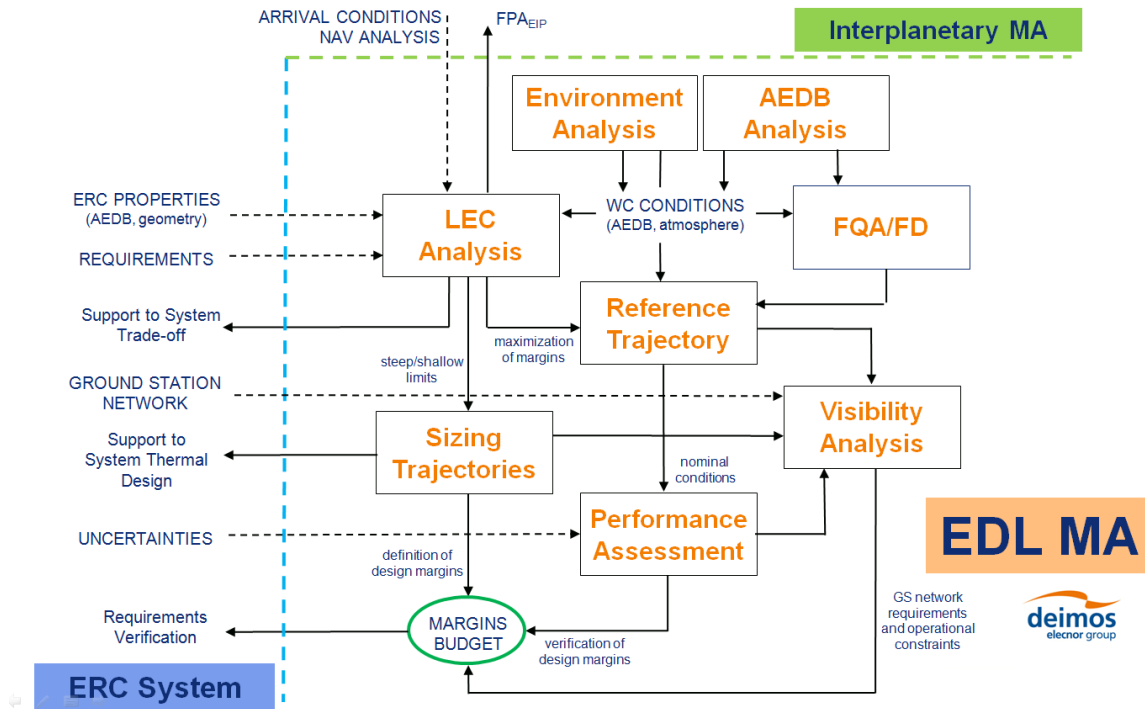 ARRIVAL CONDITIONS
NAV ANALYSIS
FPA_EIP
Interplanetary MA
Environment
Analysis
AEDB
Analysis
ERC PROPERTIES
(AEDB, geometry)
LEC
Analysis
WC CONDITIONS
(AEDB, atmosphere)
FQA/FD
REQUIREMENTS
Support to System
Trade-off
maximization
of margins
Reference
Trajectory
steep/shallow
limits
GROUND STATION
NETWORK
Visibility
Analysis
Support to
System Thermal
Design
Sizing
Trajectories
nominal
conditions
UNCERTAINTIES
Performance
Assessment
EDL MA
definition of
design margins
GS network
requirements
and operational
constraints
deimos
elecnor group
Requirements
Verification
MARGINS
BUDGET
verification of
design margins
ERC System